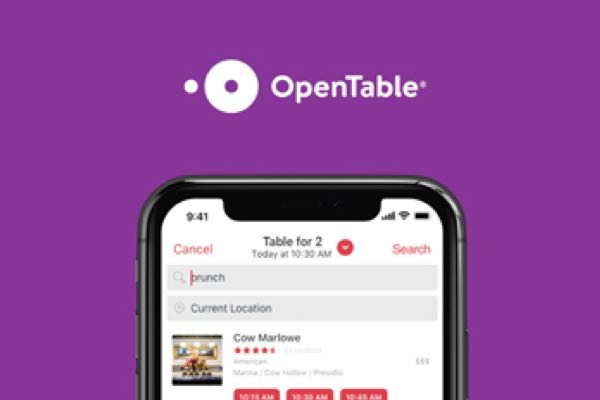 OpenTable®
9:41
Cancel
Table for 2
Today at 10:30 AM
Search
brunch
Current Location
Cow Marlowe
reviews
American
$$$
Marina / Cow Hollow / Presidio
10:15 AM 10:30 AM 10:45 AM